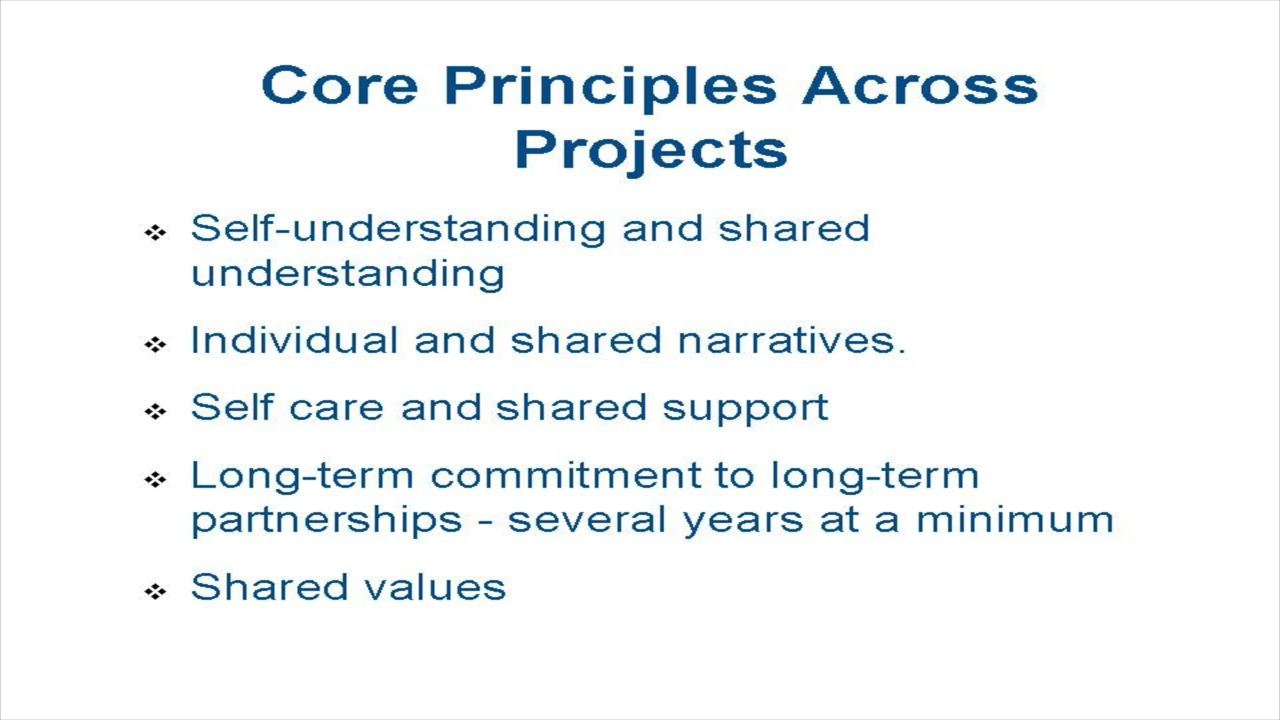 Core Principles Across
Projects
❖ Self-understanding and shared
understanding
❖ Individual and shared narratives.
❖ Self care and shared support
❖ Long-term commitment to long-term
partnerships - several years at a minimum
❖ Shared values